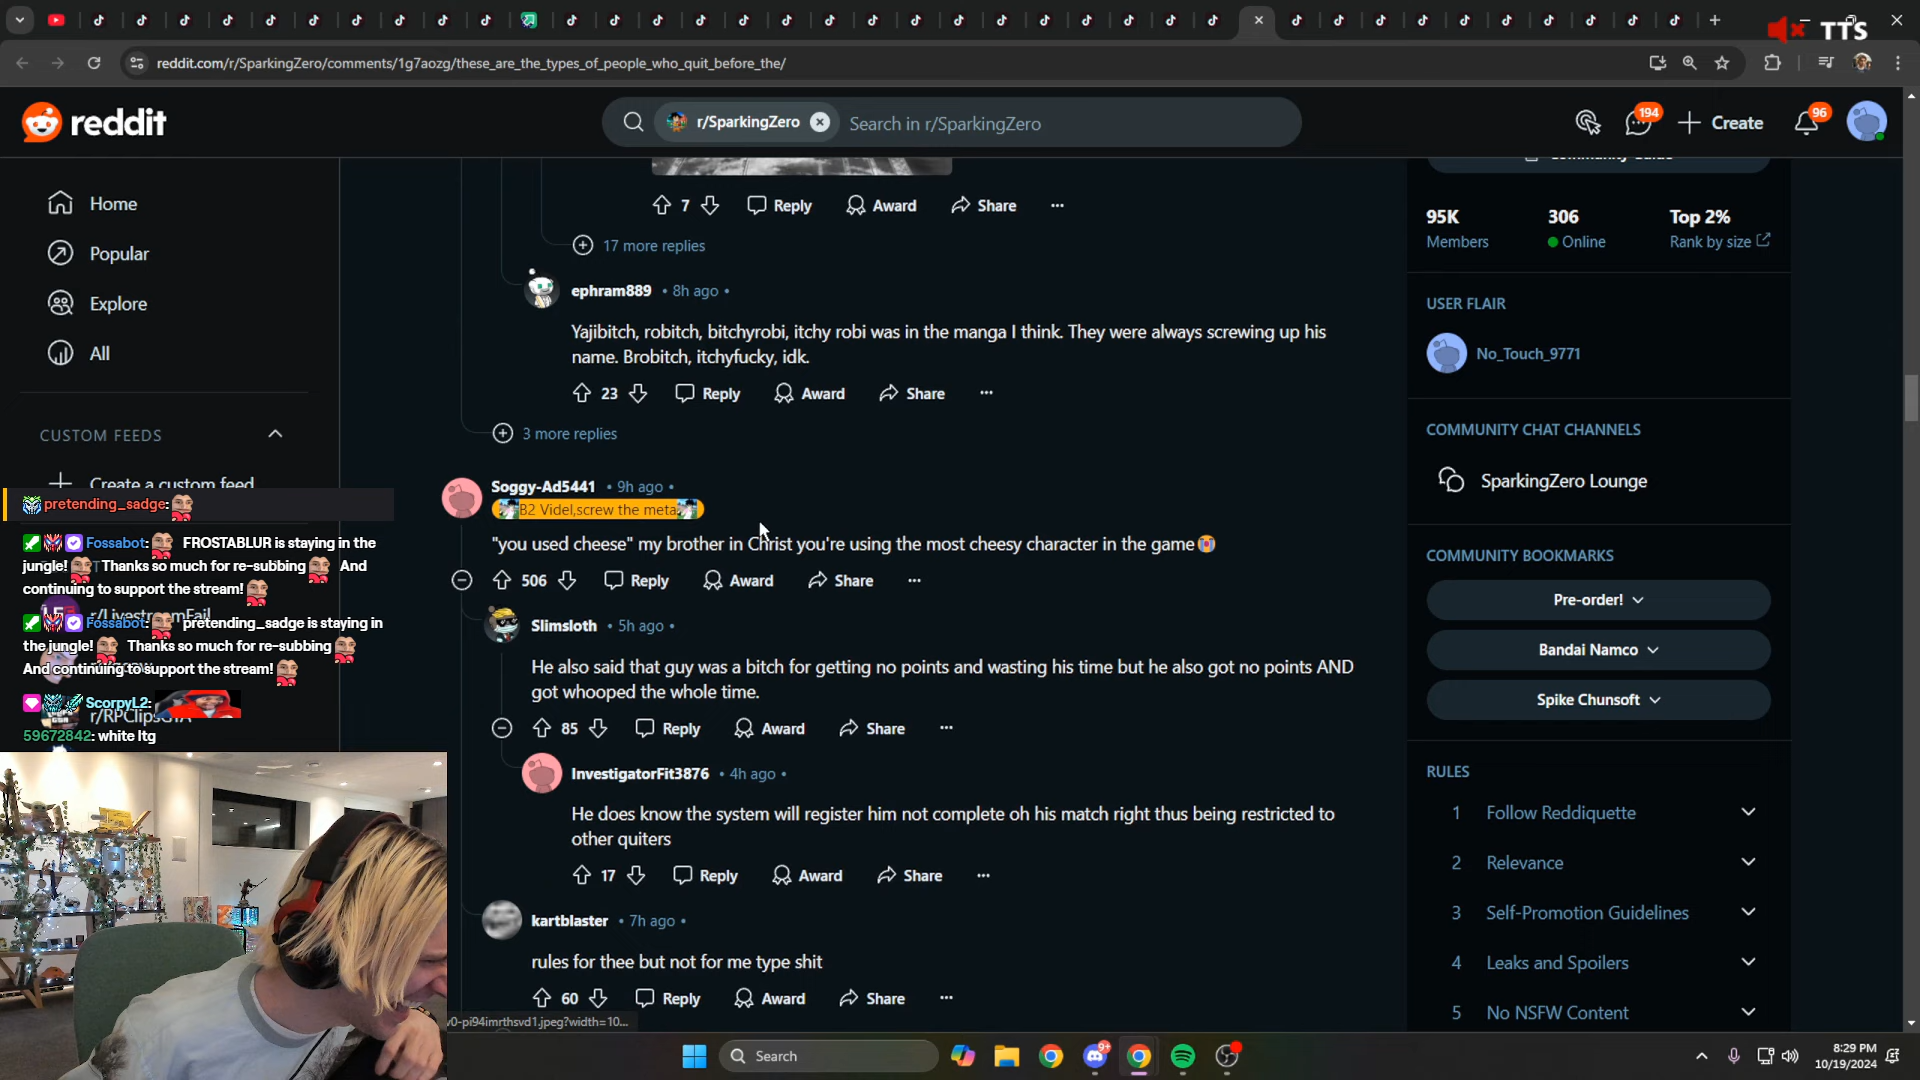 TTS
reddit.com/r/SparkingZero/comments/1g7aozg/these_are_the_types_of_people_who_quit_before_the/
reddit
r/SparkingZero
Search in r/SparkingZero
194
Create
96
Home
Popular
Explore
All
CUSTOM FEEDS
Create a custom feed
pretending_sadge:
Fossabot: FROSTABLUR is staying in the
jungle! Thanks so much for re-subbing And
continuing to support the stream!
r/LivestreamFail
Fossabot: pretending_sadge is staying in
the jungle! Thanks so much for re-subbing
And continuing to support the stream!
ScorpyL2:
r/RPClipsGTA
59672842: white ltg
7
Reply
Award
Share
17 more replies
ephram889 • 8h ago •
Yajibitch, robitch, bitchyrobi, itchy robi was in the manga I think. They were always screwing up his
name. Brobitch, itchyfucky, idk.
23
Reply
Award
Share
3 more replies
Soggy-Ad5441 • 9h ago •
B2 Videl,screw the meta
"you used cheese" my brother in Christ you're using the most cheesy character in the game
506
Reply
Award
Share
Slimsloth • 5h ago •
He also said that guy was a bitch for getting no points and wasting his time but he also got no points AND
got whooped the whole time.
85
Reply
Award
Share
InvestigatorFit3876 • 4h ago •
He does know the system will register him not complete oh his match right thus being restricted to
other quiters
17
Reply
Award
Share
kartblaster • 7h ago •
rules for thee but not for me type shit
60
Reply
Award
Share
v0-pi94imrthsvd1.jpeg?width=10...
95K
Members
306
Online
Top 2%
Rank by size
USER FLAIR
No_Touch_9771
COMMUNITY CHAT CHANNELS
SparkingZero Lounge
COMMUNITY BOOKMARKS
Pre-order!
Bandai Namco
Spike Chunsoft
RULES
1 Follow Reddiquette
2 Relevance
3 Self-Promotion Guidelines
4 Leaks and Spoilers
5 No NSFW Content
Search
9+
8:29 PM
10/19/2024